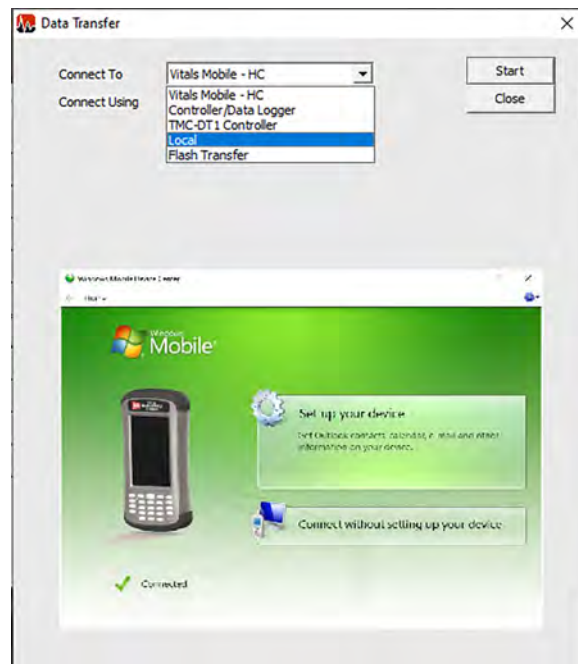 Data Transfer
Connect To
Vitals Mobile - HC
Start
Connect Using
Vitals Mobile - HC
Controller/Data Logger
TMC-DT1 Controller
Local
Flash Transfer
Close
Windows Mobile Device Center
Windows
Mobile
Set up your device
Get Outlook contacts, calendar, e-mail and other
information on your device.
Connect without setting up your device
Connected